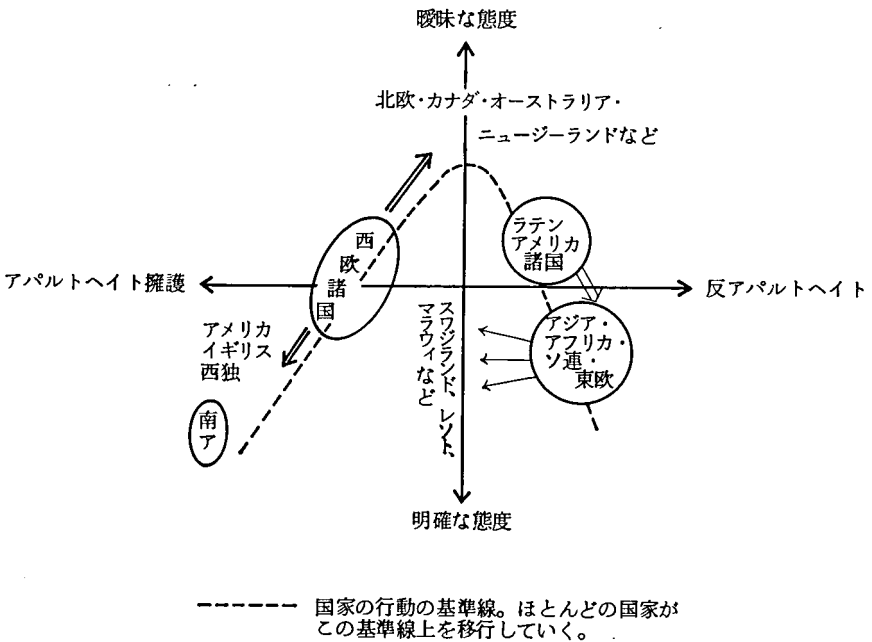 曖昧な態度
北欧・カナダ・オーストラリア・
ニュージーランドなど
ラテン
アメリカ
諸国
西欧諸国
アパルトヘイト擁護
反アパルトヘイト
アメリカ
イギリス
西独
スワジランド、レソト、
マラウィなど
アジア・
アフリカ・
ソ連・
東欧
南ア
明確な態度
国家の行動の基準線。ほとんどの国家が
この基準線上を移行していく。